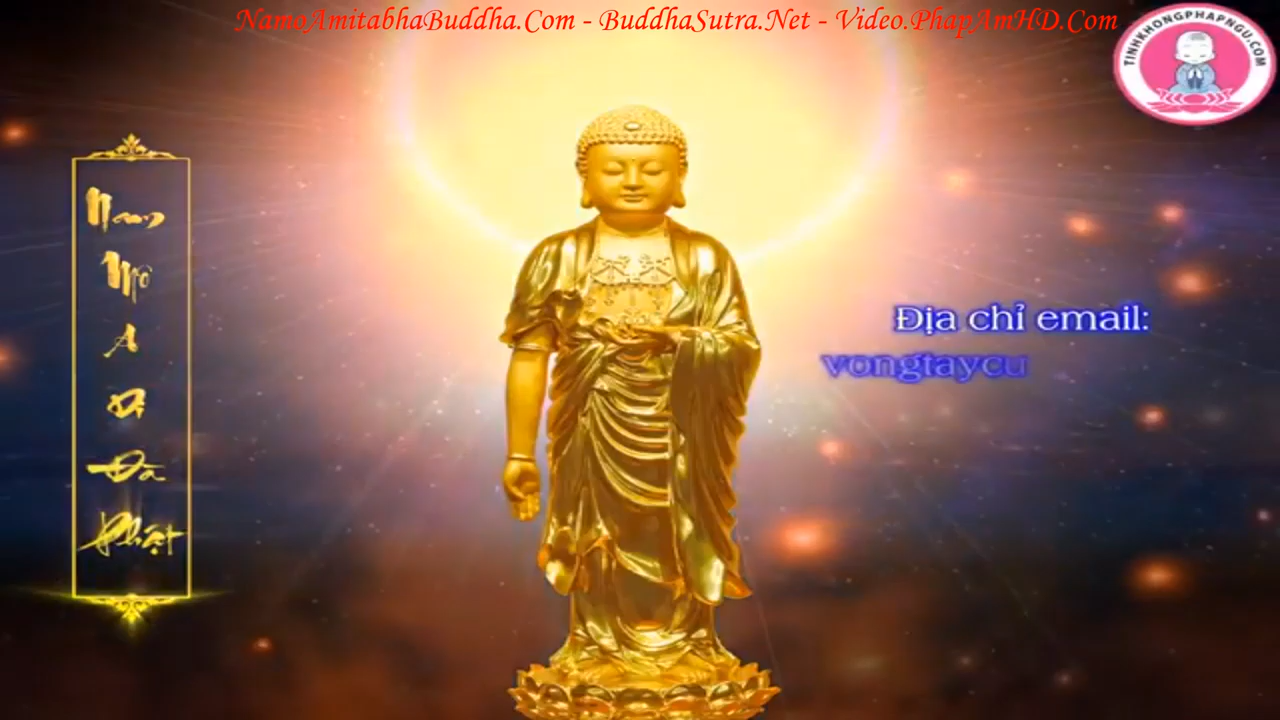 NamoAmitabhaBuddha.Com - BuddhaSutra.Net - Video.PhapAmHD.Com
TINHKHONGPHAPNGU.COM
Nam
Mô
A
Di
Đà
Phật
Địa chỉ email:
vongtaycu